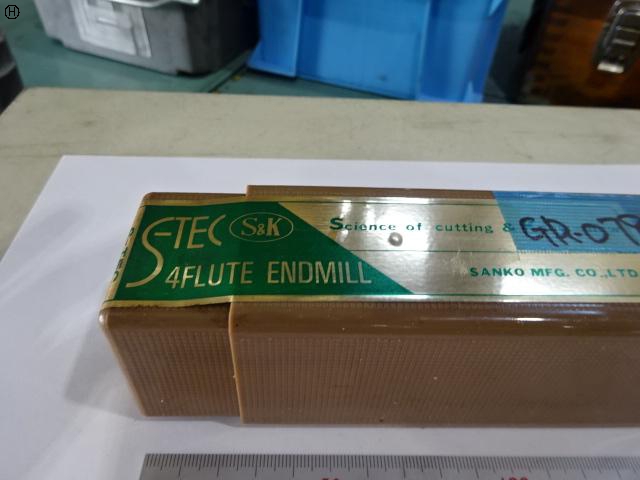 H
S-TEC S&K
4FLUTE ENDMILL
Science of cutting &
GR-07
SANKO MFG. CO.,LTD